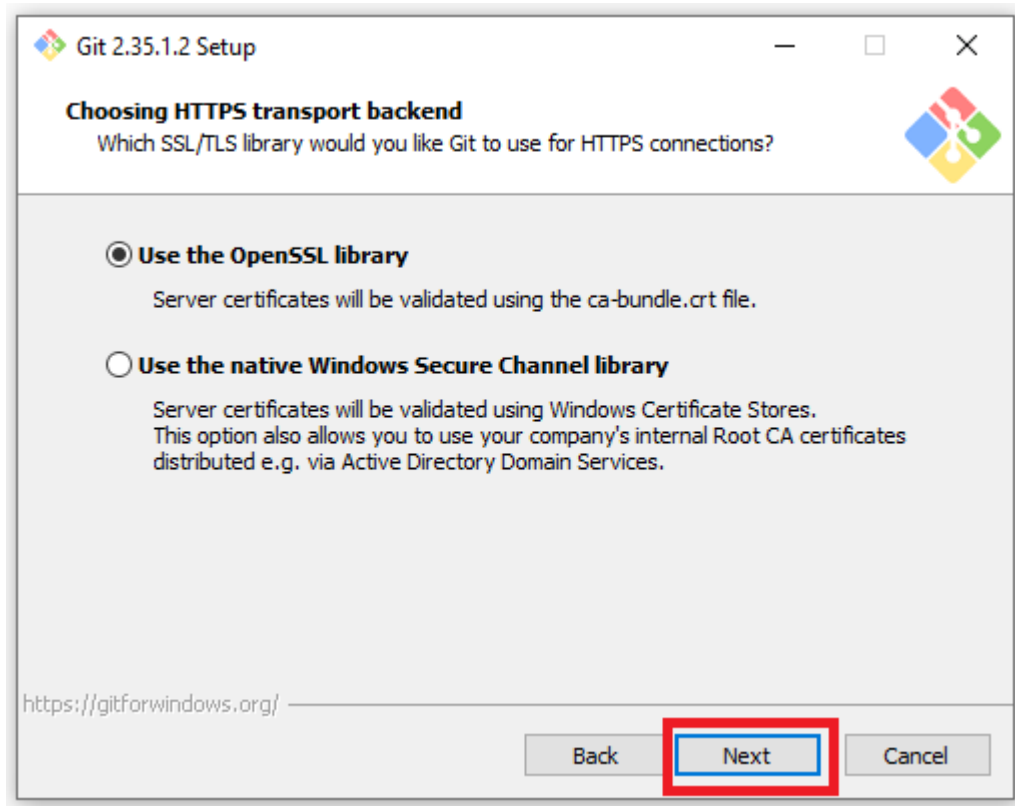 Git 2.35.1.2 Setup
Choosing HTTPS transport backend
Which SSL/TLS library would you like Git to use for HTTPS connections?
Use the OpenSSL library
Server certificates will be validated using the ca-bundle.crt file.
Use the native Windows Secure Channel library
Server certificates will be validated using Windows Certificate Stores.
This option also allows you to use your company's internal Root CA certificates
distributed e.g. via Active Directory Domain Services.
https://gitforwindows.org/
Back Next Cancel